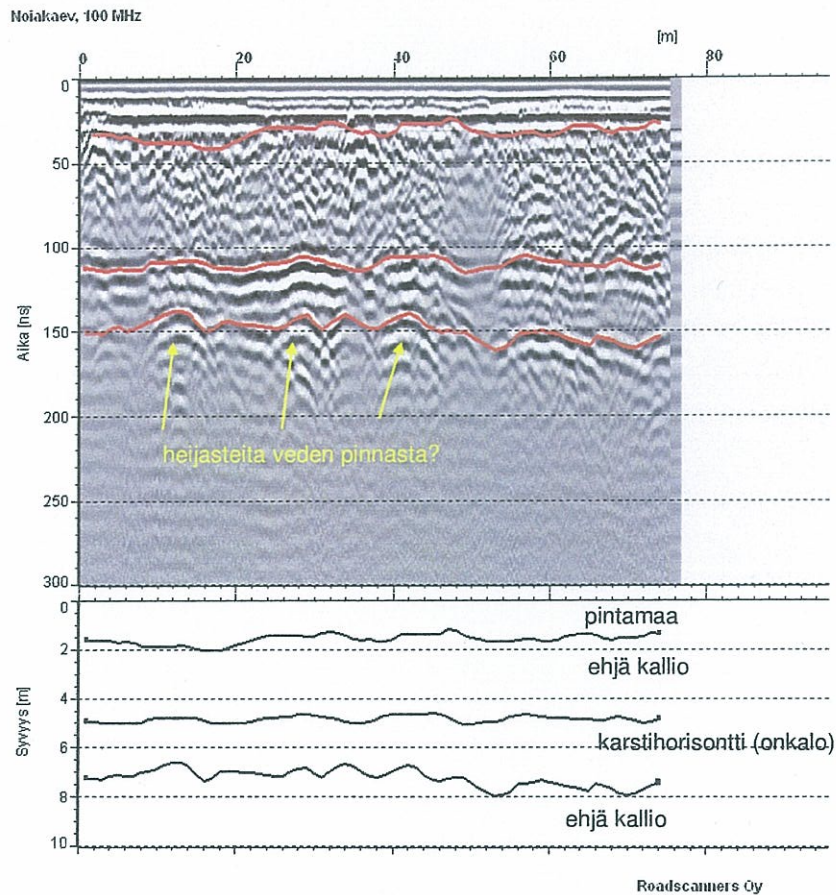 Noiakaev, 100 MHz
[m]
0 20 40 60 80
0
50
100
150
200
250
300
Aika [ns]
heijasteita veden pinnasta?
0
2
4
6
8
10
Syvyys [m]
pintamaa
ehjä kallio
karstihorisontti (onkalo)
ehjä kallio
Roadscanners Oy